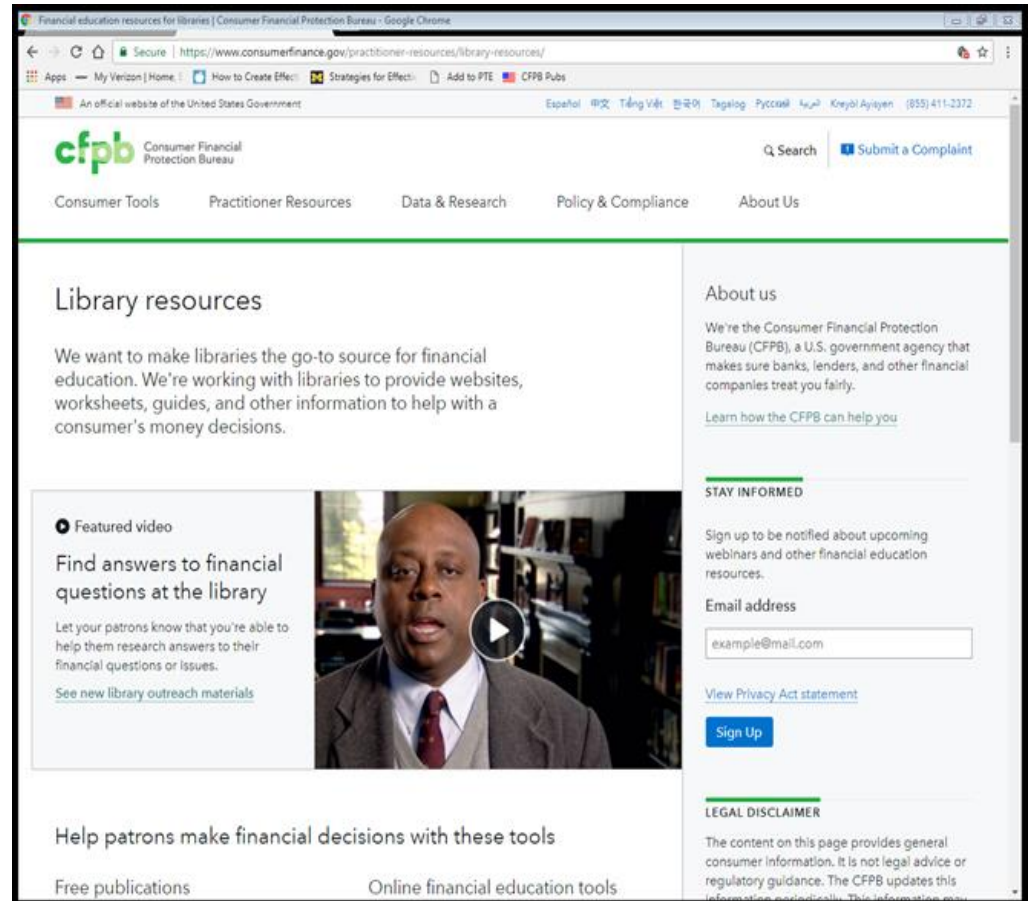 Financial education resources for libraries | Consumer Financial Protection Bureau - Google Chrome
Secure | https://www.consumerfinance.gov/practitioner-resources/library-resources/
Apps My Verizon | Home, E How to Create Effecti Strategies for Effecti Add to PTE CFPB Pubs
An official website of the United States Government
Español 中文 Tiếng Việt 한국어 Tagalog Русский العربية Kreyòl Ayisyen (855) 411-2372
cfpb Consumer Financial
Protection Bureau
Search Submit a Complaint
Consumer Tools Practitioner Resources Data & Research Policy & Compliance About Us
Library resources
We want to make libraries the go-to source for financial
education. We're working with libraries to provide websites,
worksheets, guides, and other information to help with a
consumer's money decisions.
Featured video
Find answers to financial
questions at the library
Let your patrons know that you're able to
help them research answers to their
financial questions or issues.
See new library outreach materials
Help patrons make financial decisions with these tools
Free publications Online financial education tools
About us
We're the Consumer Financial Protection
Bureau (CFPB), a U.S. government agency that
makes sure banks, lenders, and other financial
companies treat you fairly.
Learn how the CFPB can help you
STAY INFORMED
Sign up to be notified about upcoming
webinars and other financial education
resources.
Email address
example@mail.com
View Privacy Act statement
Sign Up
LEGAL DISCLAIMER
The content on this page provides general
consumer information. It is not legal advice or
regulatory guidance. The CFPB updates this
information periodically. This information may